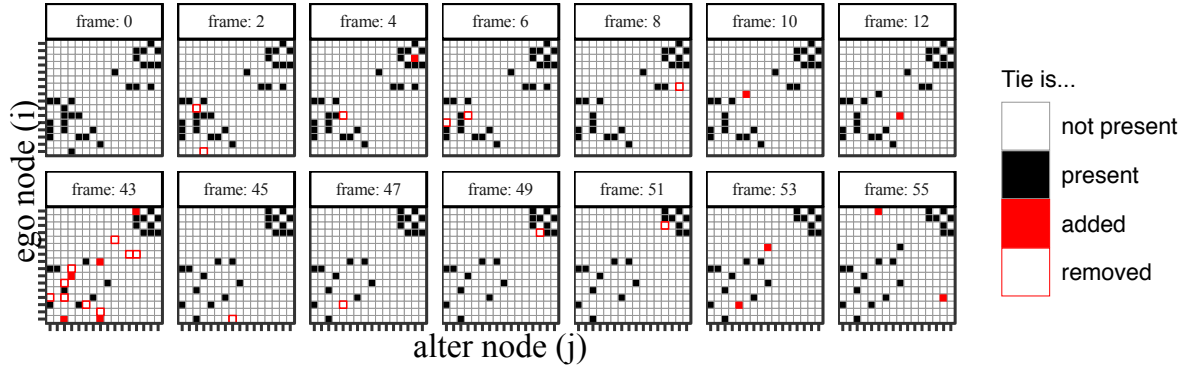 frame: 0
frame: 2
frame: 4
frame: 6
frame: 8
frame: 10
frame: 12
frame: 43
frame: 45
frame: 47
frame: 49
frame: 51
frame: 53
frame: 55
ego node (i)
alter node (j)
Tie is...
not present
present
added
removed